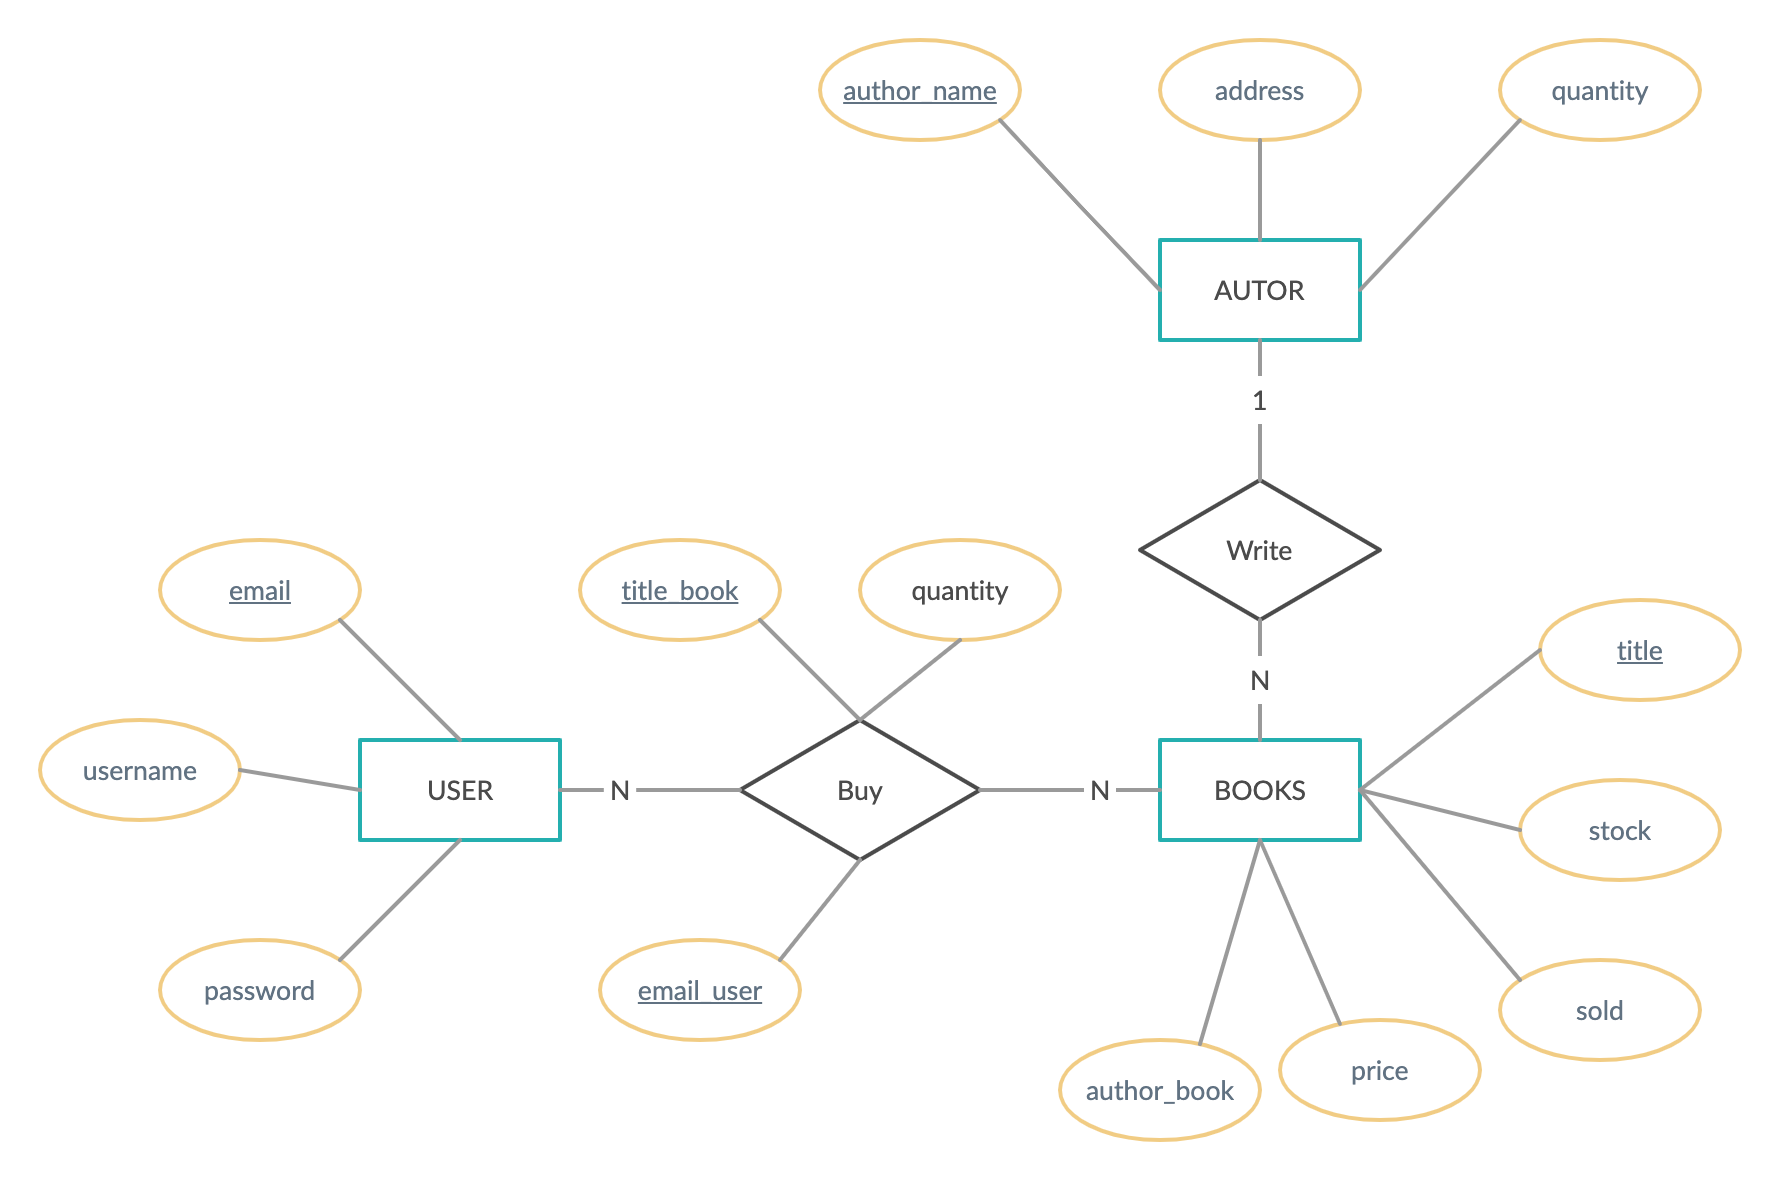 author_name
address
quantity
AUTOR
1
Write
N
email
title_book
quantity
title
username
USER
N
Buy
N
BOOKS
stock
password
email_user
sold
price
author_book